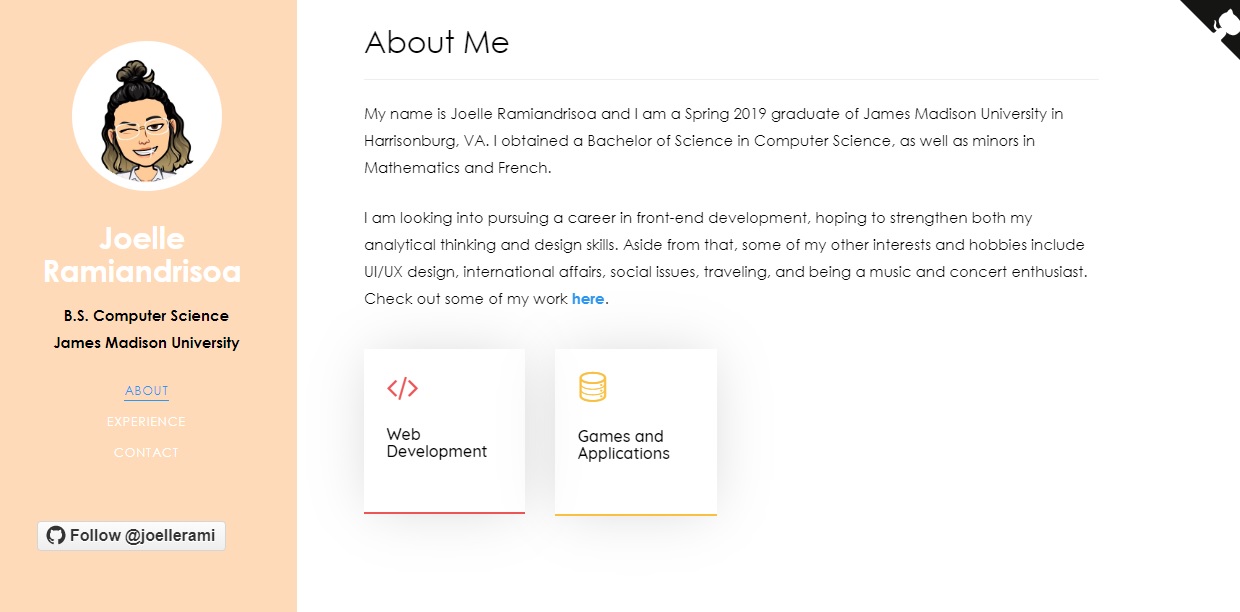 Joelle
Ramiandrisoa
B.S. Computer Science
James Madison University
ABOUT
EXPERIENCE
CONTACT
Follow @joellerami
About Me
My name is Joelle Ramiandrisoa and I am a Spring 2019 graduate of James Madison University in
Harrisonburg, VA. I obtained a Bachelor of Science in Computer Science, as well as minors in
Mathematics and French.
I am looking into pursuing a career in front-end development, hoping to strengthen both my
analytical thinking and design skills. Aside from that, some of my other interests and hobbies include
UI/UX design, international affairs, social issues, traveling, and being a music and concert enthusiast.
Check out some of my work here.
Web
Development
Games and
Applications